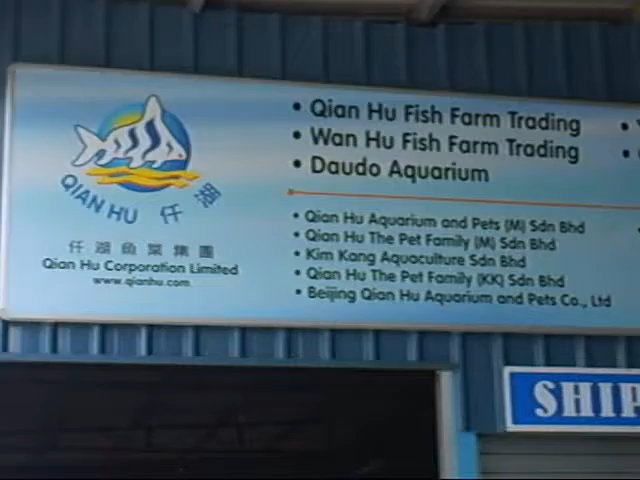 QIAN HU 仟 湖
仟 湖 魚 業 集 團
Qian Hu Corporation Limited
www.qianhu.com
• Qian Hu Fish Farm Trading
• Wan Hu Fish Farm Trading
• Daudo Aquarium
• Qian Hu Aquarium and Pets (M) Sdn Bhd
• Qian Hu The Pet Family (M) Sdn Bhd
• Kim Kang Aquaculture Sdn Bhd
• Qian Hu The Pet Family (KK) Sdn Bhd
• Beijing Qian Hu Aquarium and Pets Co., Ltd
SHIP